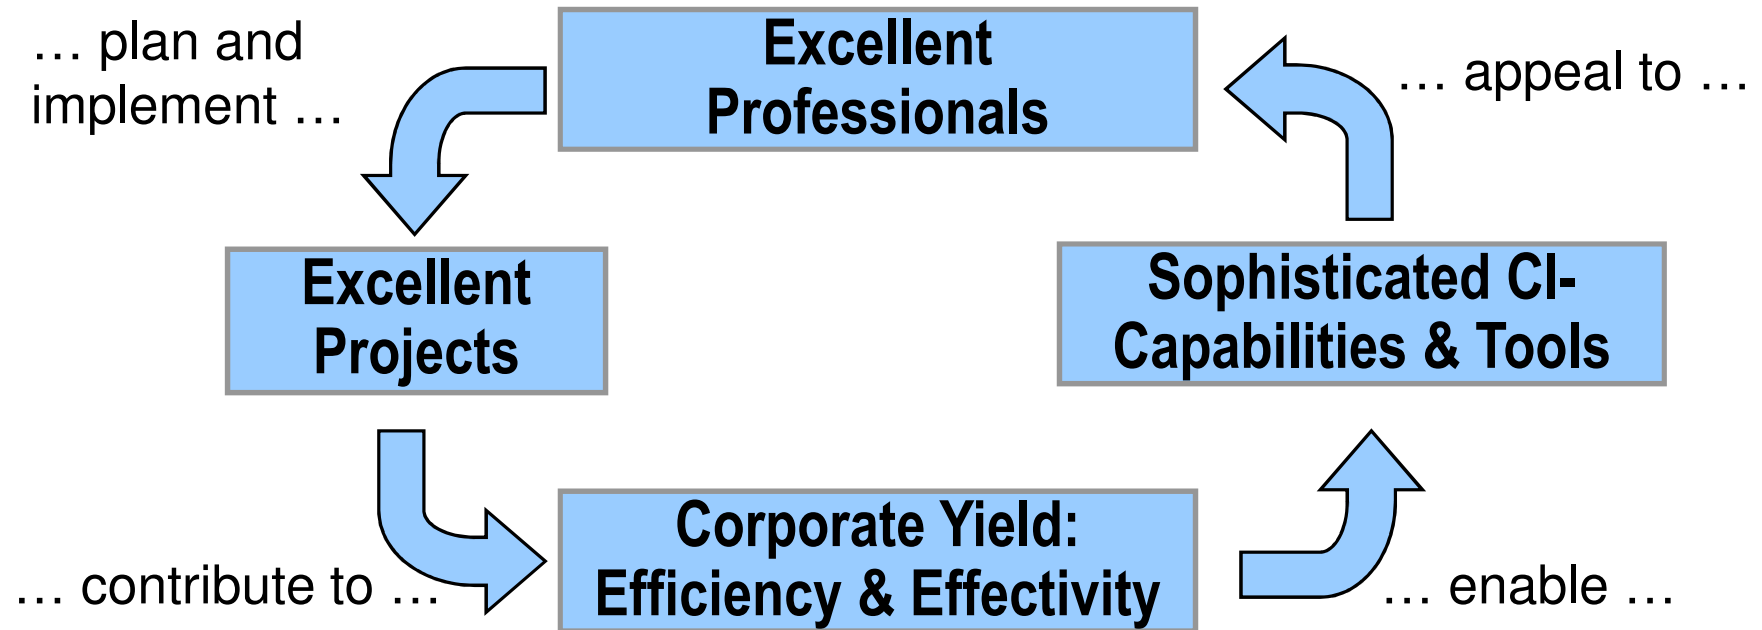 … plan and
implement …
Excellent
Professionals
… appeal to …
Excellent
Projects
Sophisticated CI-
Capabilities & Tools
… contribute to …
Corporate Yield:
Efficiency & Effectivity
… enable …